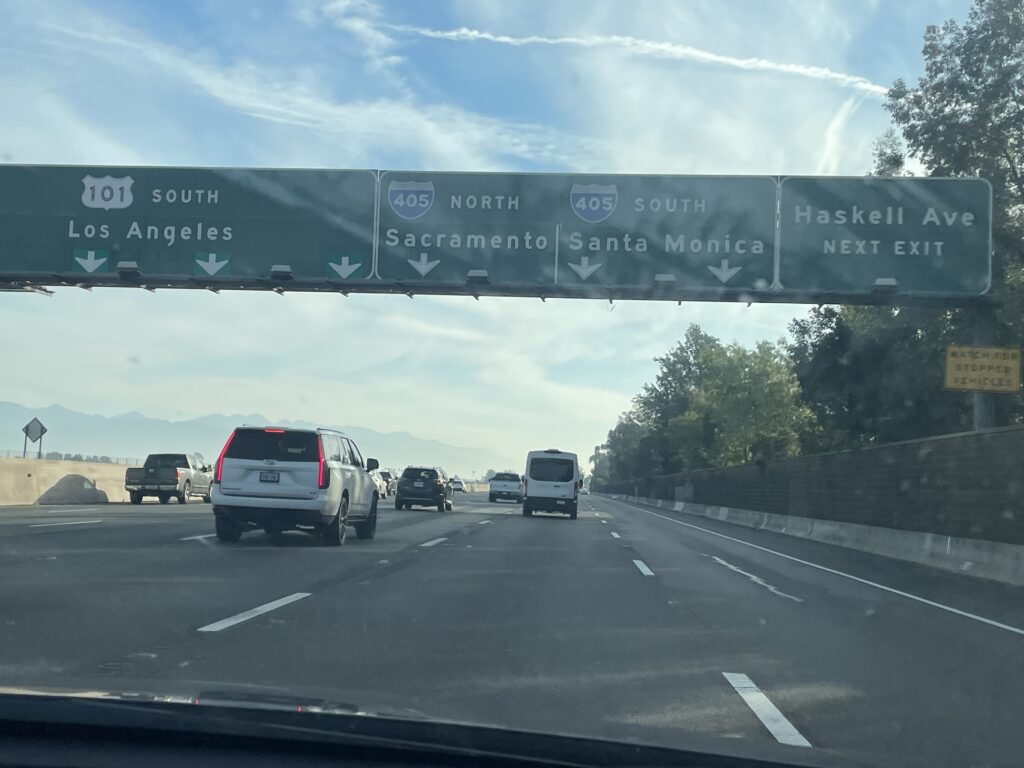 101 SOUTH
Los Angeles
405 NORTH
Sacramento
405 SOUTH
Santa Monica
Haskell Ave
NEXT EXIT
WATCH FOR
STOPPED
VEHICLES